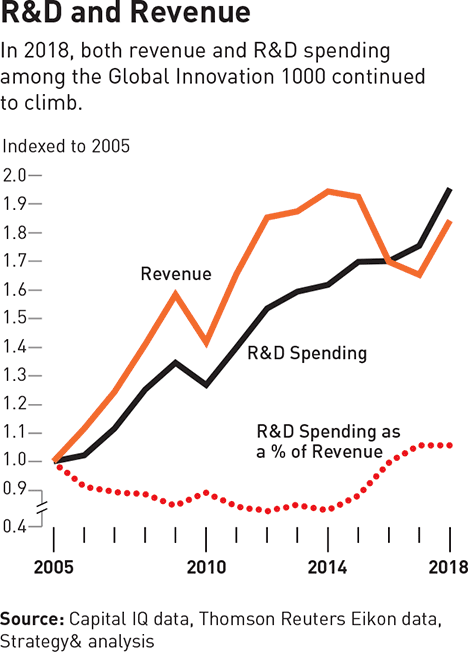 R&D and Revenue
In 2018, both revenue and R&D spending
among the Global Innovation 1000 continued
to climb.
Indexed to 2005
2.0
1.9
1.8
1.7
1.6
1.5
1.4
1.3
1.2
1.1
1.0
0.9
0.4
Revenue
R&D Spending
R&D Spending as
a % of Revenue
2005
2010
2014
2018
Source: Capital IQ data, Thomson Reuters Eikon data,
Strategy& analysis